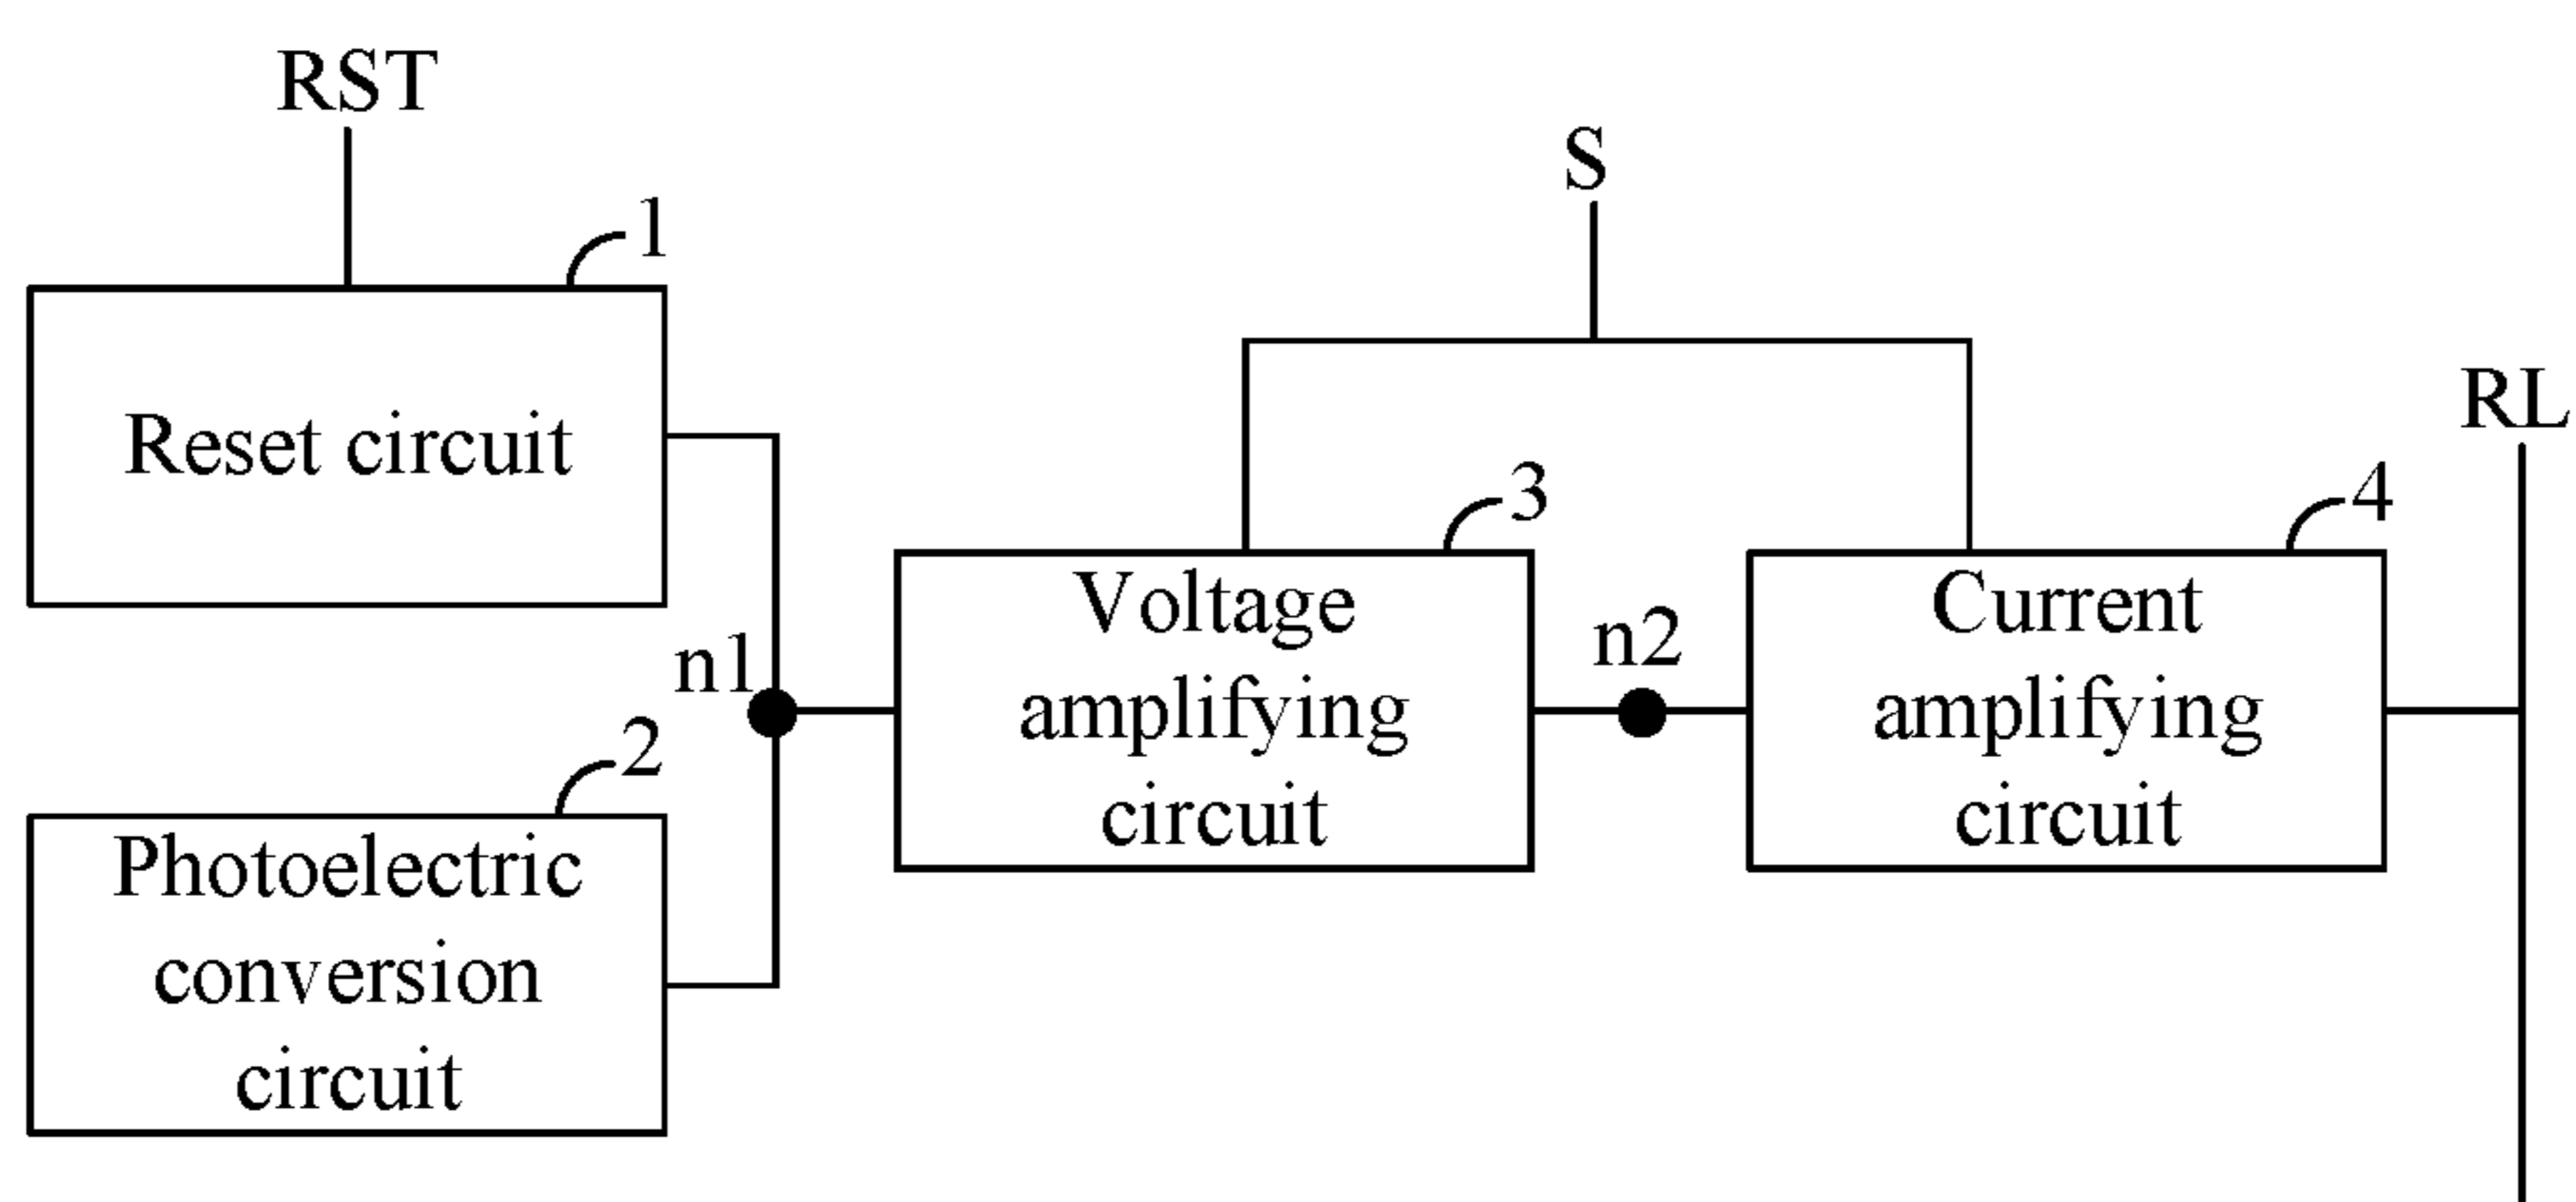 RST
S
1
Reset circuit
RL
3
4
n1
Voltage
amplifying
circuit
n2
Current
amplifying
circuit
2
Photoelectric
conversion
circuit